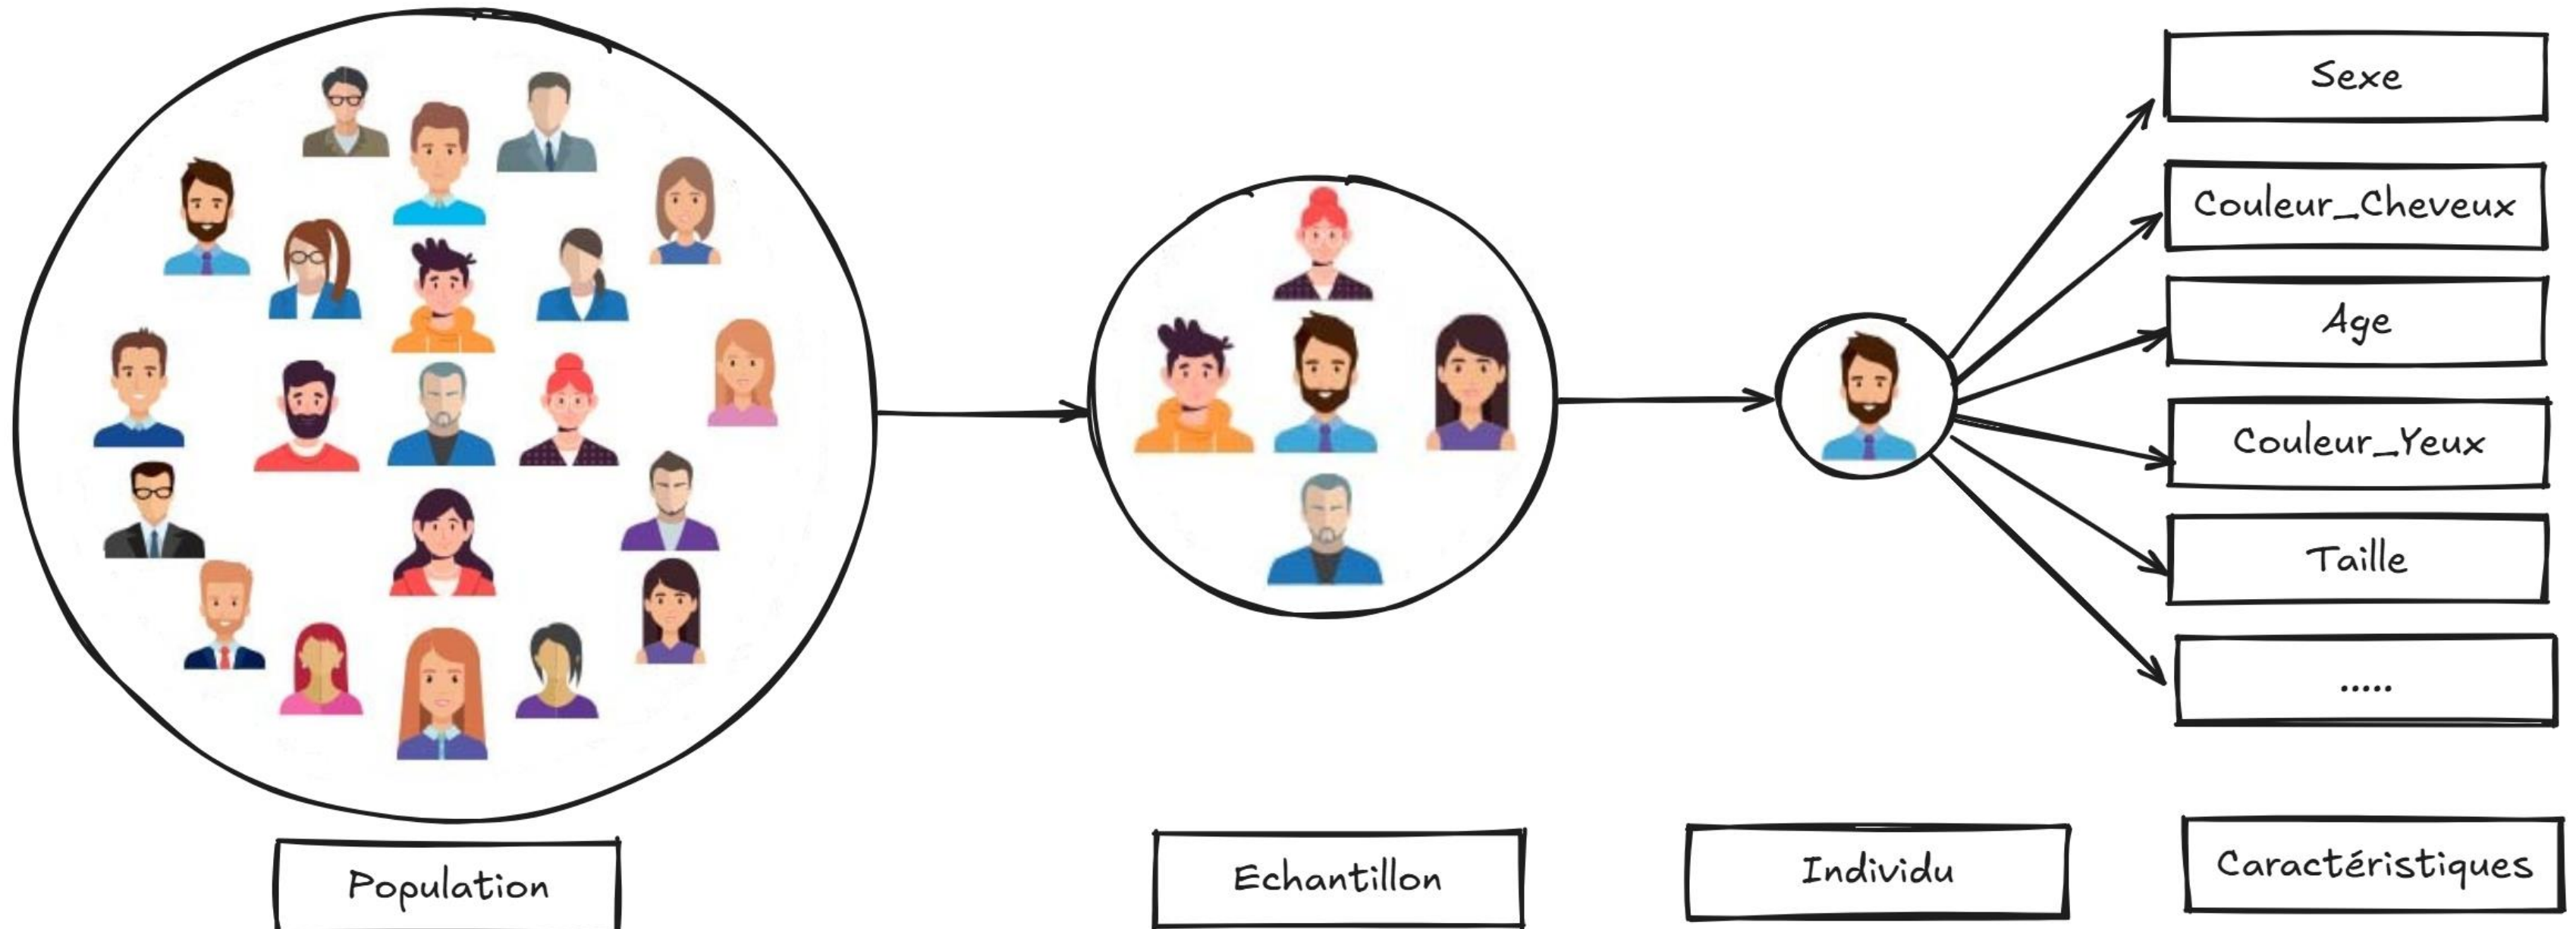 Sexe
Couleur_Cheveux
Age
Couleur_Yeux
Taille
.....
Population
Echantillon
Individu
Caractéristiques